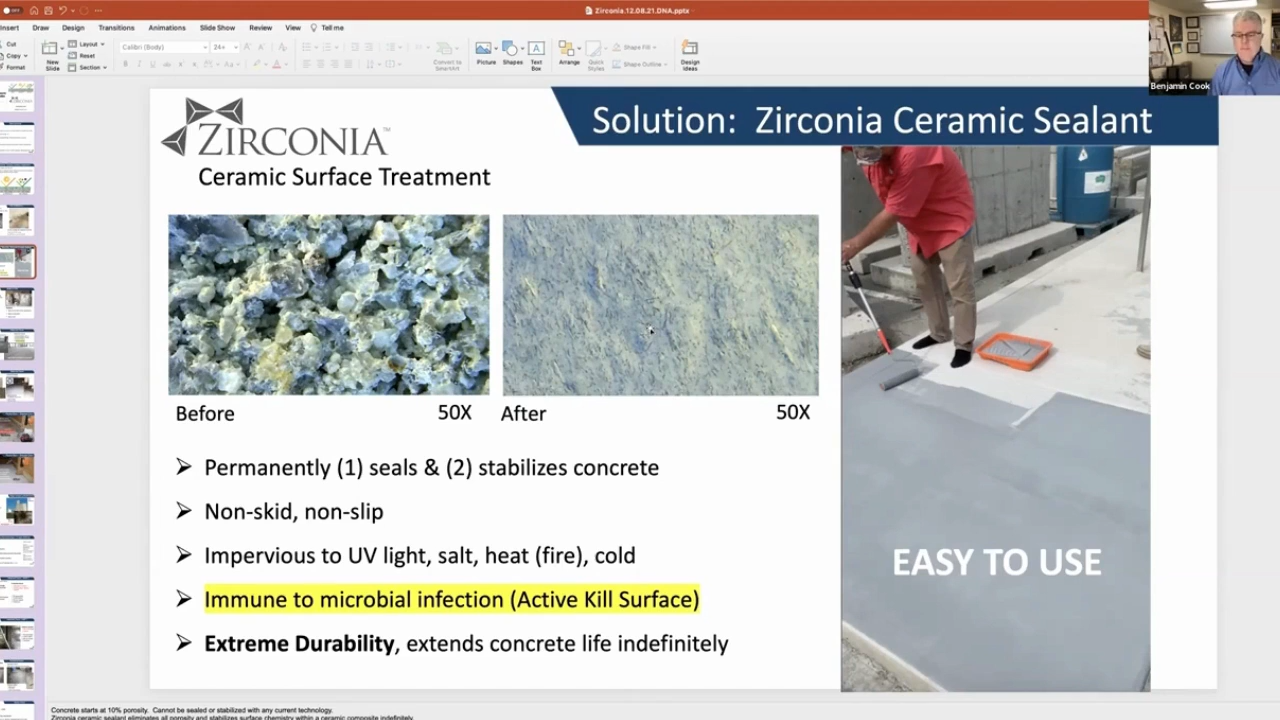 Zirconia.12.08.21.DNA.pptx
Insert Draw Design Transitions Animations Slide Show Review View Tell me
Cut
Copy
Format
New Slide
Layout
Reset
Section
Calibri (Body) 24+
Convert to SmartArt
Picture
Shapes
Text Box
Arrange
Quick Styles
Shape Fill
Shape Outline
Design Ideas
Benjamin Cook
ZIRCONIA™
Ceramic Surface Treatment
Solution: Zirconia Ceramic Sealant
Before 50X After 50X
Permanently (1) seals & (2) stabilizes concrete
Non-skid, non-slip
Impervious to UV light, salt, heat (fire), cold
Immune to microbial infection (Active Kill Surface)
Extreme Durability, extends concrete life indefinitely
EASY TO USE
Concrete starts at 10% porosity. Cannot be sealed or stabilized with any current technology.
Zirconia ceramic sealant eliminates all porosity and stabilizes surface chemistry within a ceramic composite indefinitely.